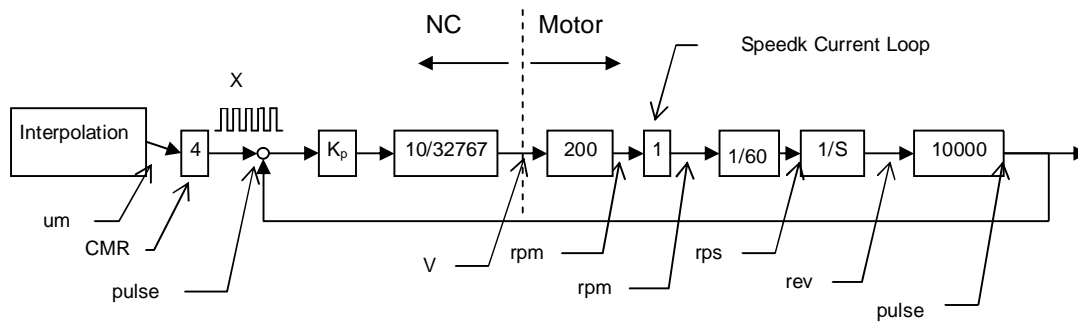 NC
Motor
Speedk Current Loop
X
Interpolation
4
Kₚ
10/32767
200
1
1/60
1/S
10000
um
CMR
pulse
V
rpm
rpm
rps
rev
pulse